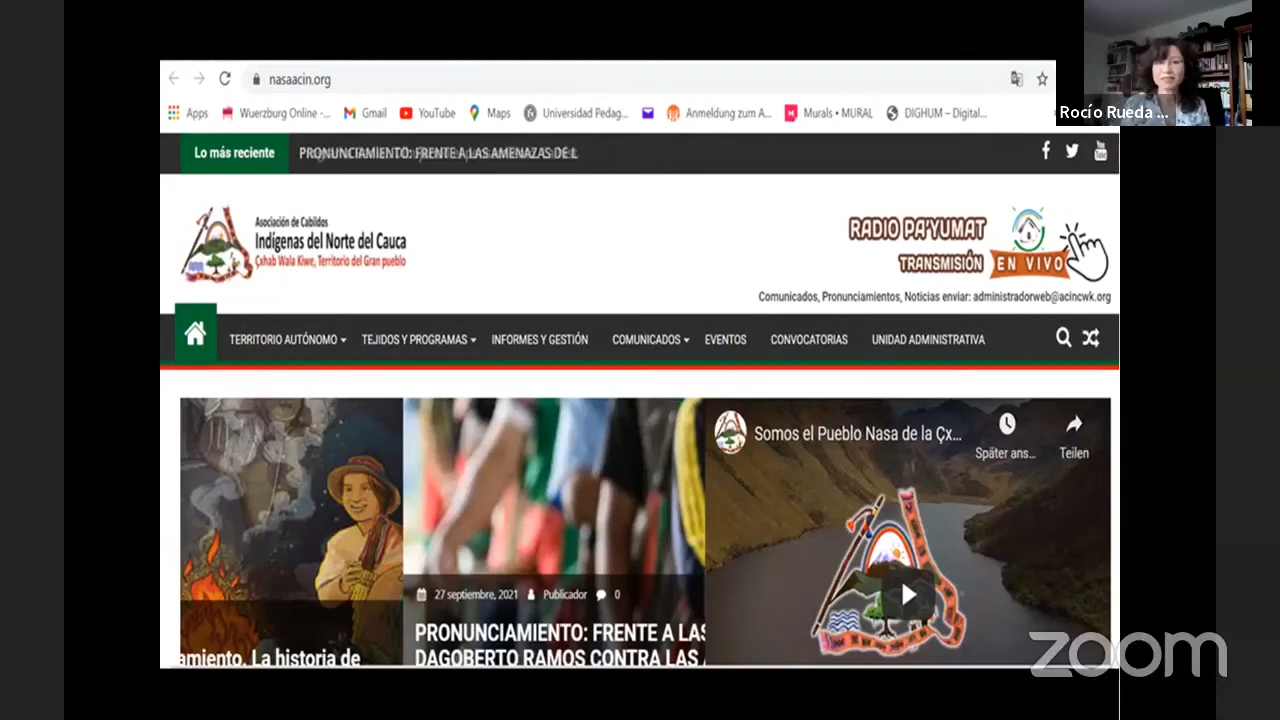 nasaacin.org
Apps Wuerzburg Online -... Gmail YouTube Maps Universidad Pedag... Anmeldung zum A... Murals • MURAL DIGHUM – Digital...
Rocío Rueda ...
Lo más reciente PRONUNCIAMIENTO: FRENTE A LAS AMENAZAS DE L
You Tube
Asociación de Cabildos
Indígenas del Norte del Cauca
Çxhab Wala Kiwe, Territorio del Gran pueblo
RADIO PA'YUMAT
TRANSMISIÓN EN VIVO
Comunicados, Pronunciamientos, Noticias enviar: administradorweb@acincwk.org
TERRITORIO AUTÓNOMO TEJIDOS Y PROGRAMAS INFORMES Y GESTIÓN COMUNICADOS EVENTOS CONVOCATORIAS UNIDAD ADMINISTRATIVA
Somos el Pueblo Nasa de la Çx...
Später ans... Teilen
27 septiembre, 2021 Publicador 0
PRONUNCIAMIENTO: FRENTE A LAS
DAGOBERTO RAMOS CONTRA LAS
amiento. La historia de
zoom